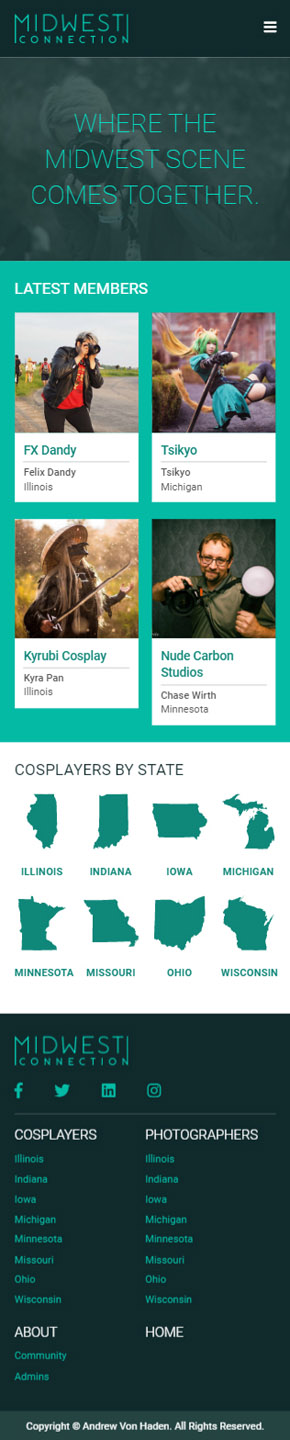 MIDWEST
CONNECTION
WHERE THE
MIDWEST SCENE
COMES TOGETHER.
LATEST MEMBERS
FX Dandy
Felix Dandy
Illinois
Tsikyo
Tsikyo
Michigan
Kyrubi Cosplay
Kyra Pan
Illinois
Nude Carbon
Studios
Chase Wirth
Minnesota
COSPLAYERS BY STATE
ILLINOIS
INDIANA
IOWA
MICHIGAN
MINNESOTA
MISSOURI
OHIO
WISCONSIN
MIDWEST
CONNECTION
COSPLAYERS
Illinois
Indiana
Iowa
Michigan
Minnesota
Missouri
Ohio
Wisconsin
PHOTOGRAPHERS
Illinois
Indiana
Iowa
Michigan
Minnesota
Missouri
Ohio
Wisconsin
ABOUT
Community
Admins
HOME
Copyright © Andrew Von Haden. All Rights Reserved.